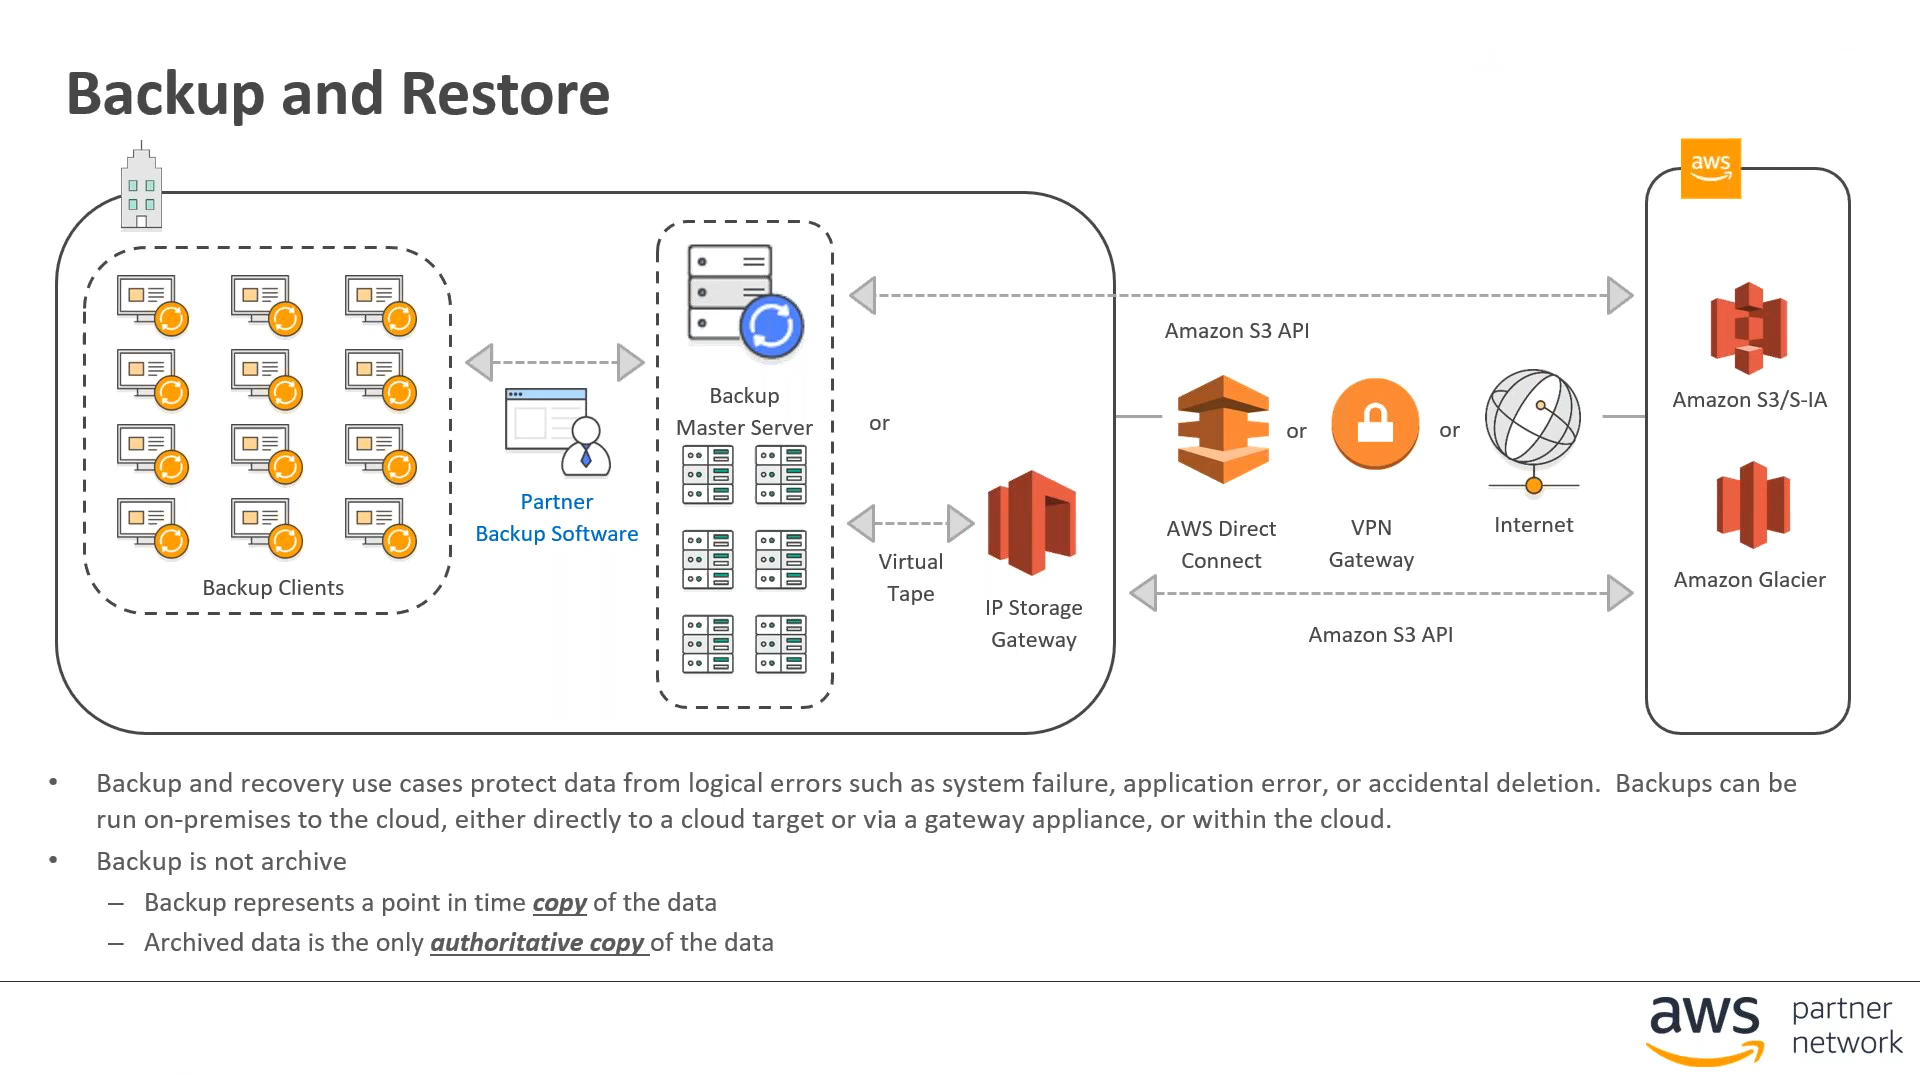 Backup and Restore
aws
Backup Clients
Partner
Backup Software
Backup
Master Server
or
Virtual
Tape
IP Storage
Gateway
Amazon S3 API
AWS Direct
Connect
or
VPN
Gateway
or
Internet
Amazon S3 API
Amazon S3/S-IA
Amazon Glacier
• Backup and recovery use cases protect data from logical errors such as system failure, application error, or accidental deletion. Backups can be
run on-premises to the cloud, either directly to a cloud target or via a gateway appliance, or within the cloud.
• Backup is not archive
– Backup represents a point in time copy of the data
– Archived data is the only authoritative copy of the data
aws partner
network